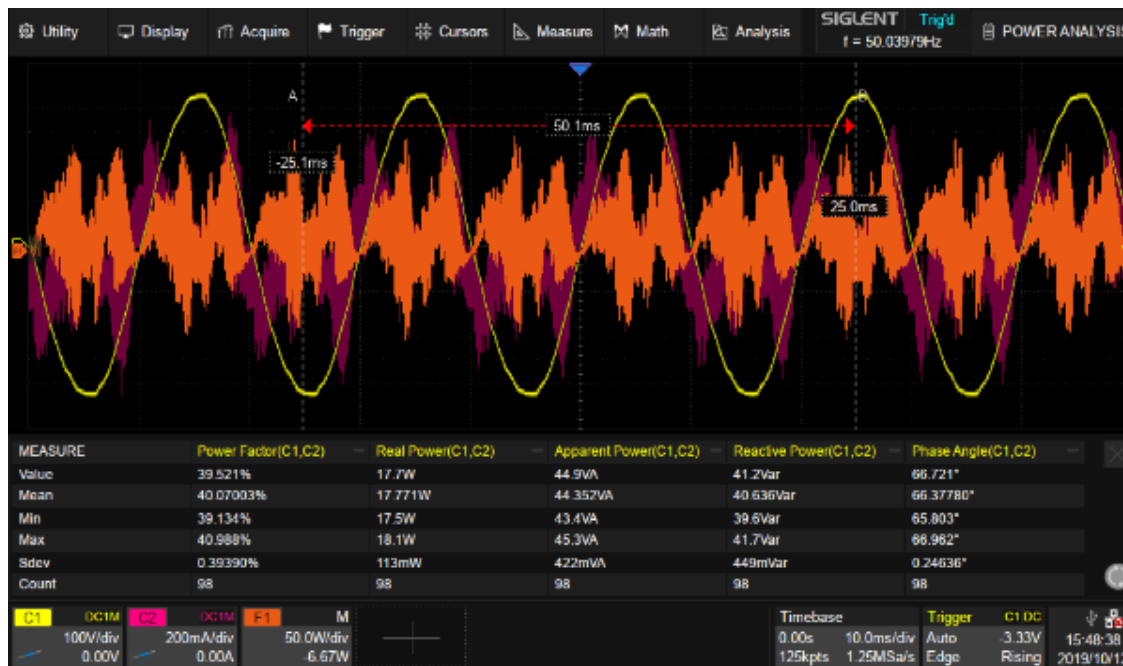 Utility Display Acquire Trigger Cursors Measure Math Analysis SIGLENT Trig'd POWER ANALYSIS
f = 50.03979Hz
A B
50.1ms
-25.1ms
25.0ms
MEASURE Power Factor(C1,C2) Real Power(C1,C2) Apparent Power(C1,C2) Reactive Power(C1,C2) Phase Angle(C1,C2)
Value 39.521% 17.7W 44.9VA 41.2Var 66.721°
Mean 40.07003% 17.771W 44.352VA 40.636Var 66.37780°
Min 39.134% 17.5W 43.4VA 39.6Var 65.803°
Max 40.988% 18.1W 45.3VA 41.7Var 66.962°
Sdev 0.39390% 113mW 422mVA 449mVar 0.24636°
Count 98 98 98 98 98
C1 DC1M C2 DC1M F1 M Timebase Trigger C1 DC
100V/div 200mA/div 50.0W/div 0.00s 10.0ms/div Auto -3.33V 15:48:38
0.00V 0.00A -6.67W 125kpts 1.25MSa/s Edge Rising 2019/10/1